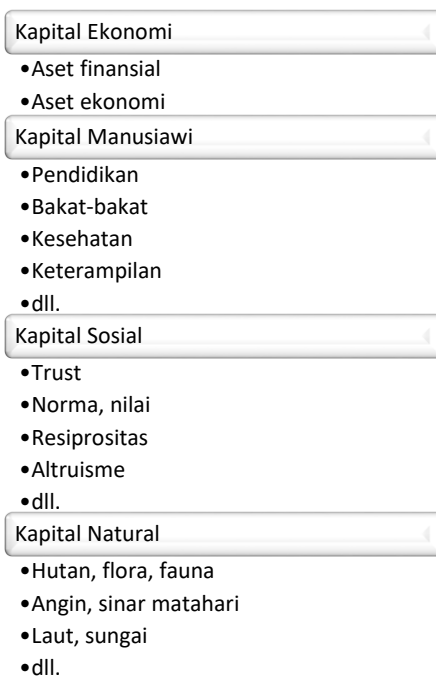 Kapital Ekonomi
•Aset finansial
•Aset ekonomi
Kapital Manusiawi
•Pendidikan
•Bakat-bakat
•Kesehatan
•Keterampilan
•dll.
Kapital Sosial
•Trust
•Norma, nilai
•Resiprositas
•Altruisme
•dll.
Kapital Natural
•Hutan, flora, fauna
•Angin, sinar matahari
•Laut, sungai
•dll.